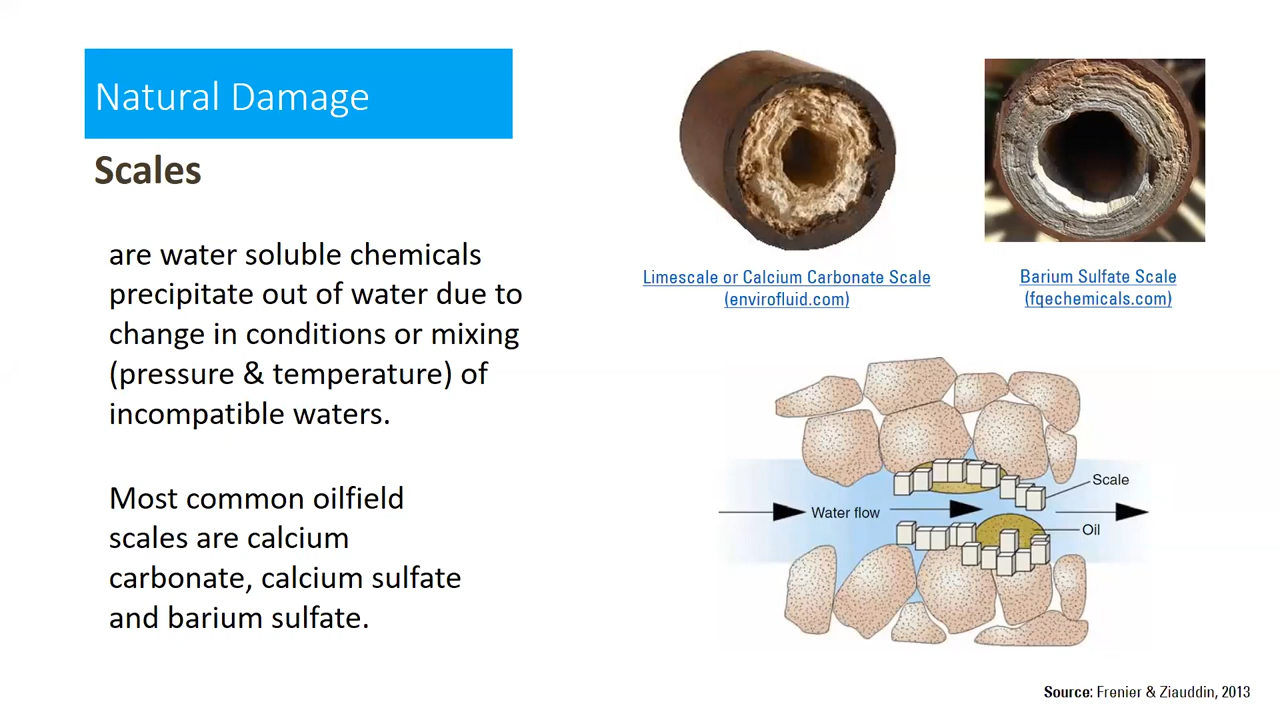 Natural Damage
Scales
are water soluble chemicals
precipitate out of water due to
change in conditions or mixing
(pressure & temperature) of
incompatible waters.
Most common oilfield
scales are calcium
carbonate, calcium sulfate
and barium sulfate.
Limescale or Calcium Carbonate Scale
(envirofluid.com)
Barium Sulfate Scale
(fqechemicals.com)
Scale
Water flow
Oil
Source: Frenier & Ziauddin, 2013